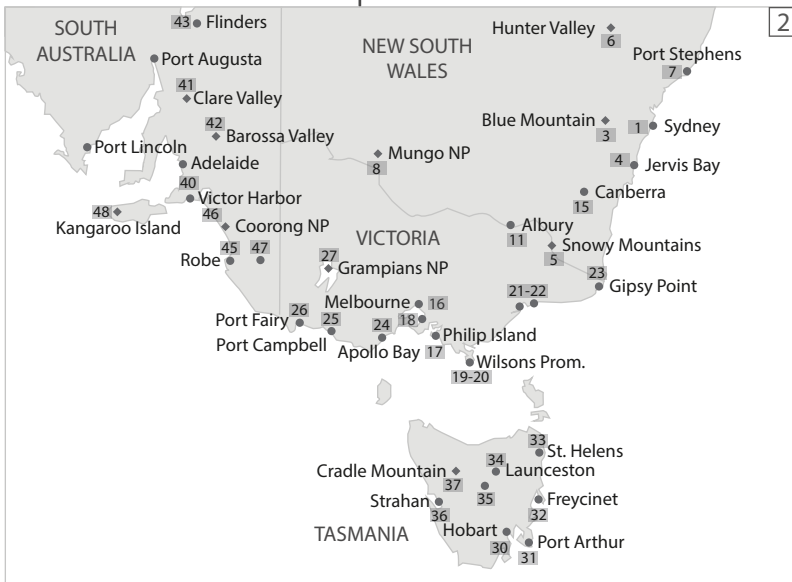 2
43 Flinders
SOUTH
AUSTRALIA
Port Augusta
NEW SOUTH
WALES
Hunter Valley
6
Port Stephens
7
41
Clare Valley
42
Barossa Valley
Blue Mountain
3
1 Sydney
Port Lincoln
Adelaide
40
Mungo NP
8
4 Jervis Bay
Victor Harbor
Canberra
15
48
Kangaroo Island
46
Coorong NP
VICTORIA
Albury
11
Snowy Mountains
5
Robe
45 47
27
Grampians NP
23
Gipsy Point
21-22
Melbourne 16
18
Port Fairy
26
Port Campbell
25
24
Apollo Bay
Philip Island
17
Wilsons Prom.
19-20
33
St. Helens
34
Launceston
Cradle Mountain
37
35
Strahan
36
Freycinet
32
TASMANIA
Hobart
30
Port Arthur
31